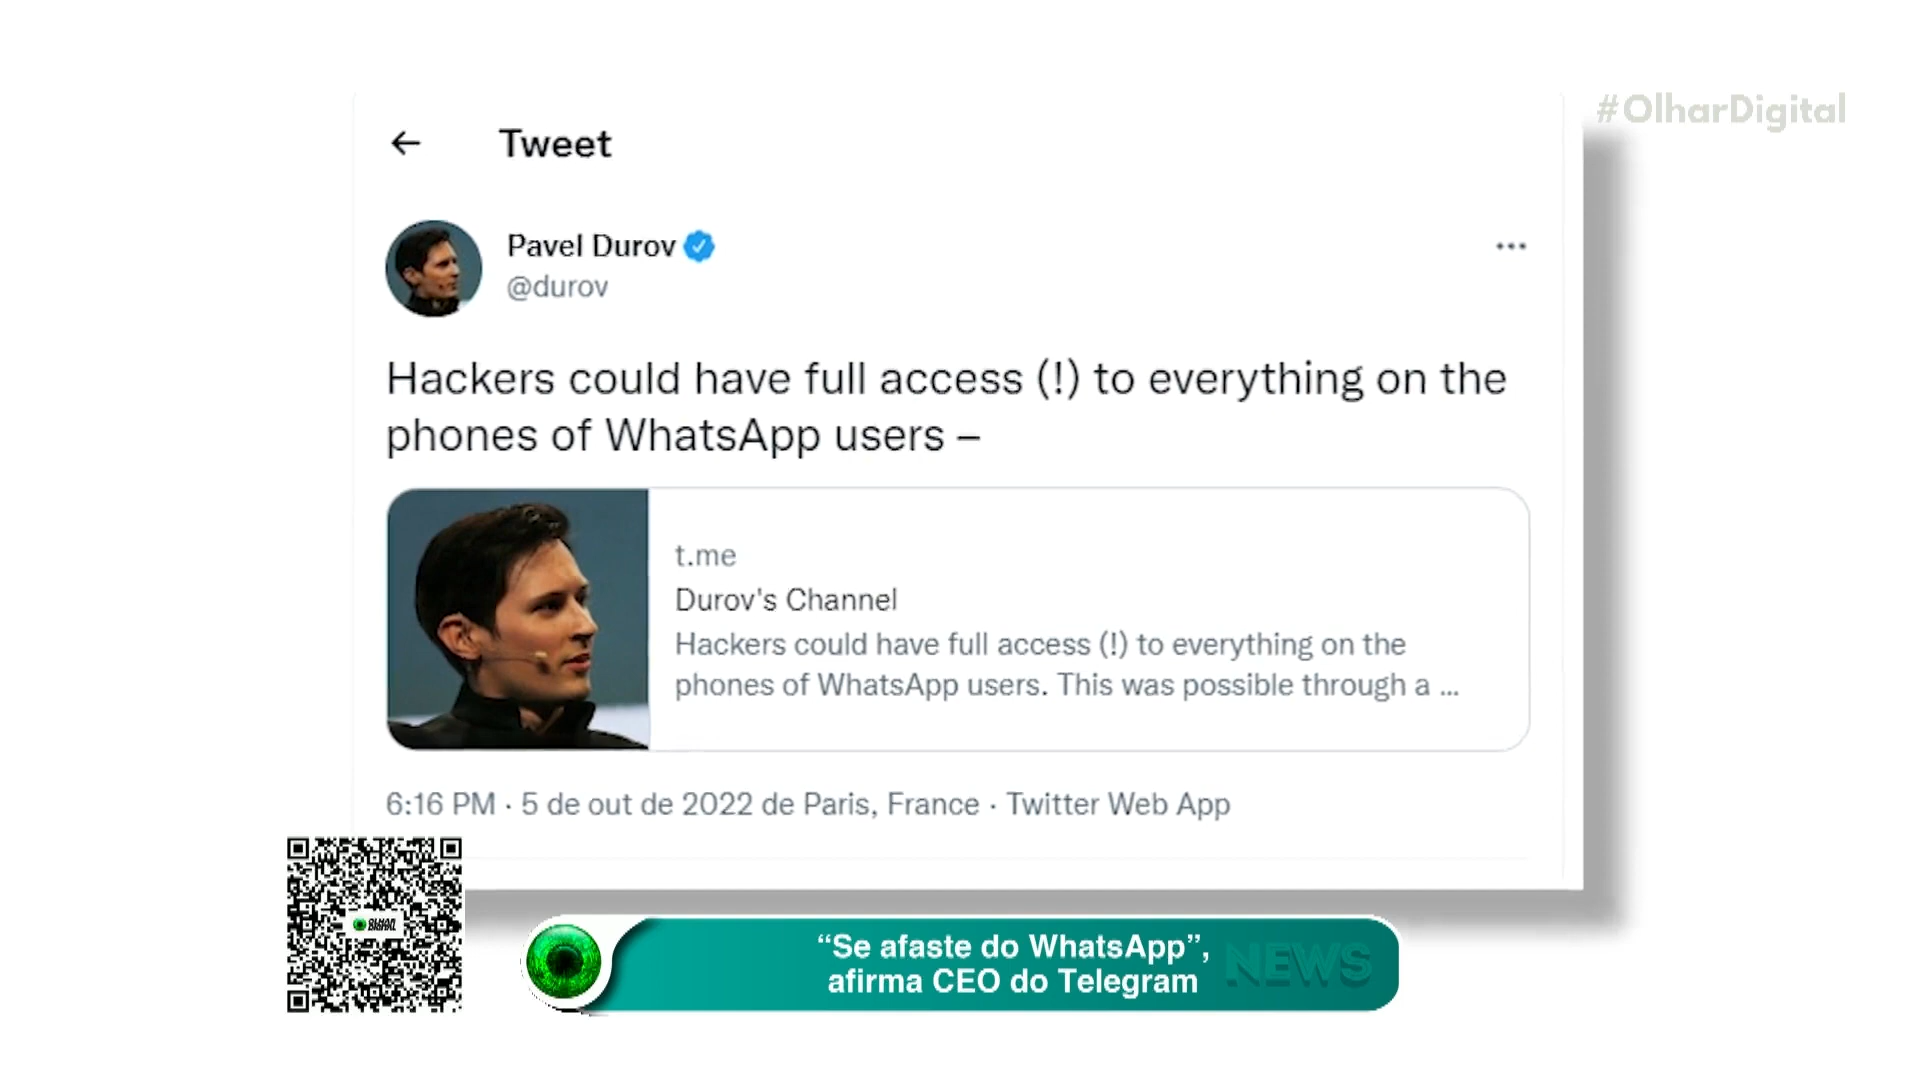 #OlharDigital
Tweet
Pavel Durov
@durov
Hackers could have full access (!) to everything on the
phones of WhatsApp users –
t.me
Durov's Channel
Hackers could have full access (!) to everything on the
phones of WhatsApp users. This was possible through a ...
6:16 PM · 5 de out de 2022 de Paris, France · Twitter Web App
OLHAR
DIGITAL
“Se afaste do WhatsApp”,
afirma CEO do Telegram
NEWS